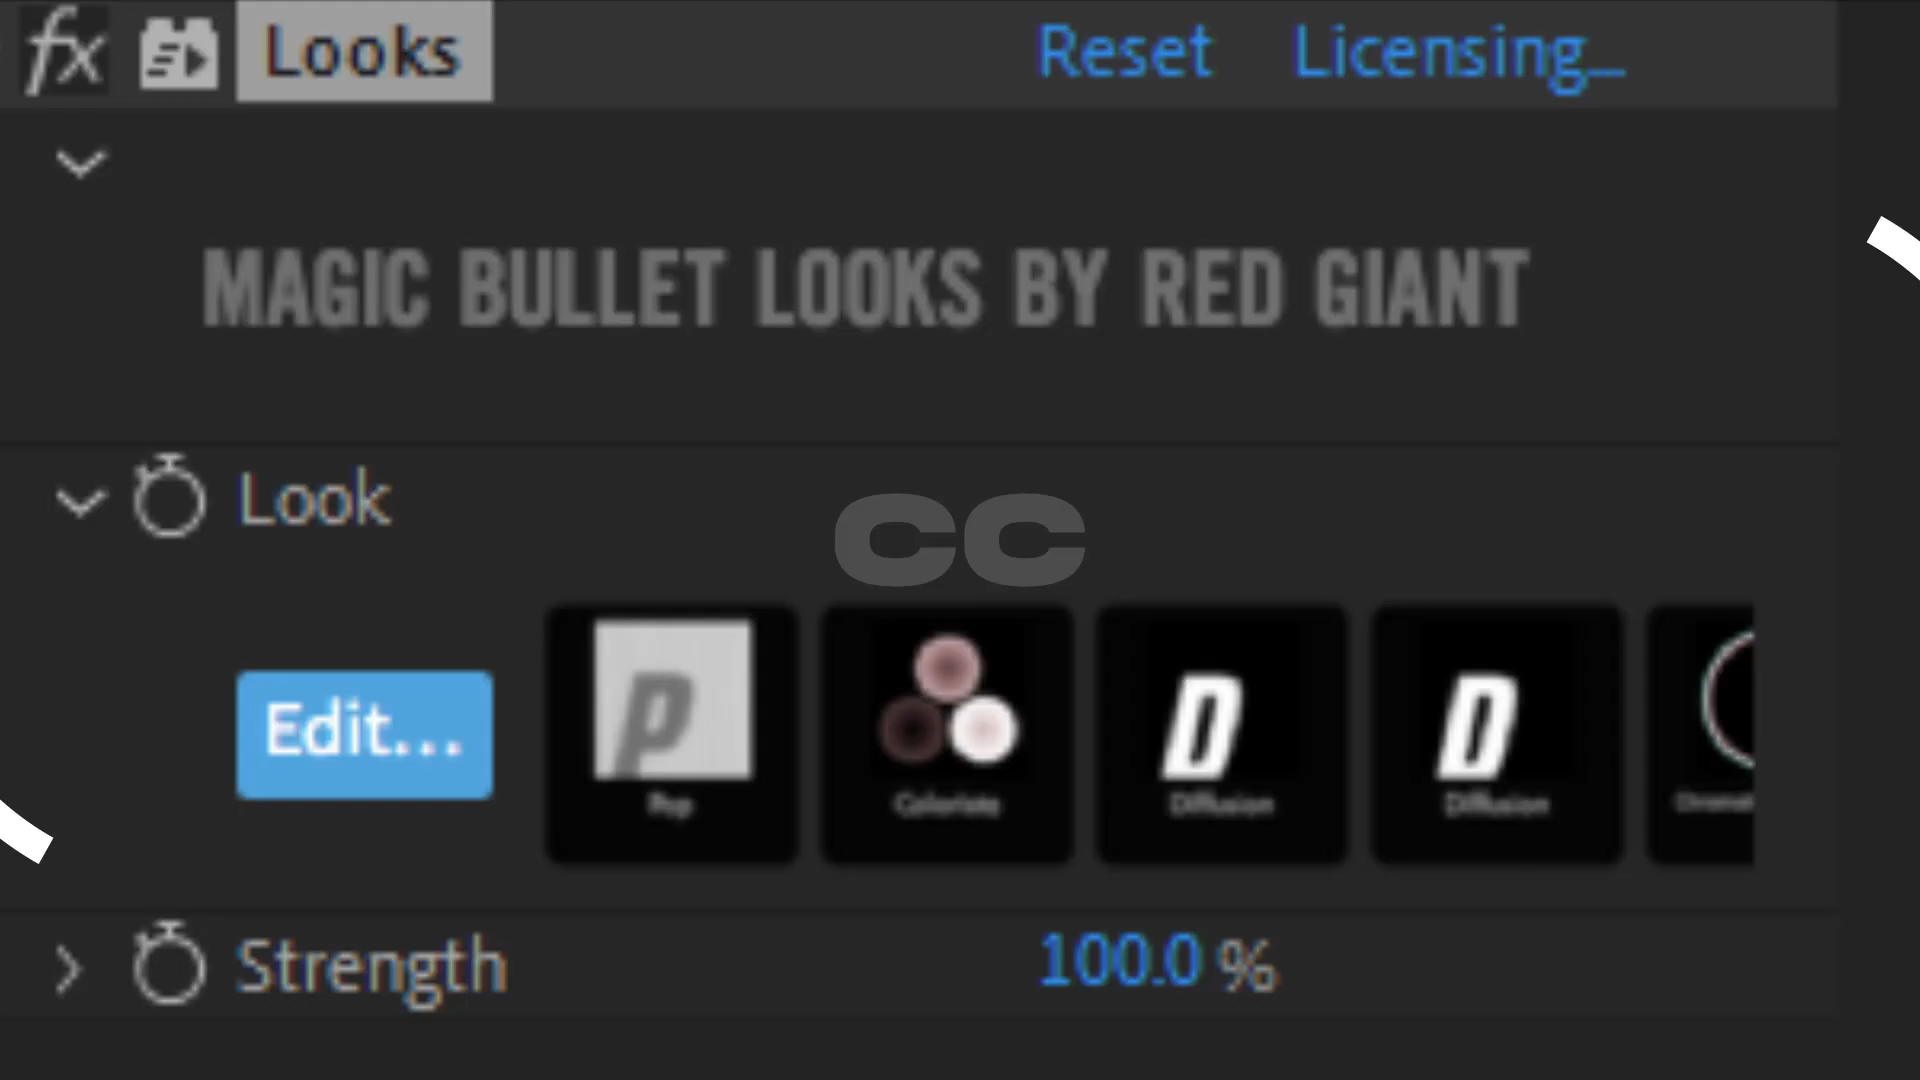 fx Looks Reset Licensing...
MAGIC BULLET LOOKS BY RED GIANT
Look
CC
Edit...
P D D
Pop Colorista Diffusion Diffusion
Strength 100.0 %